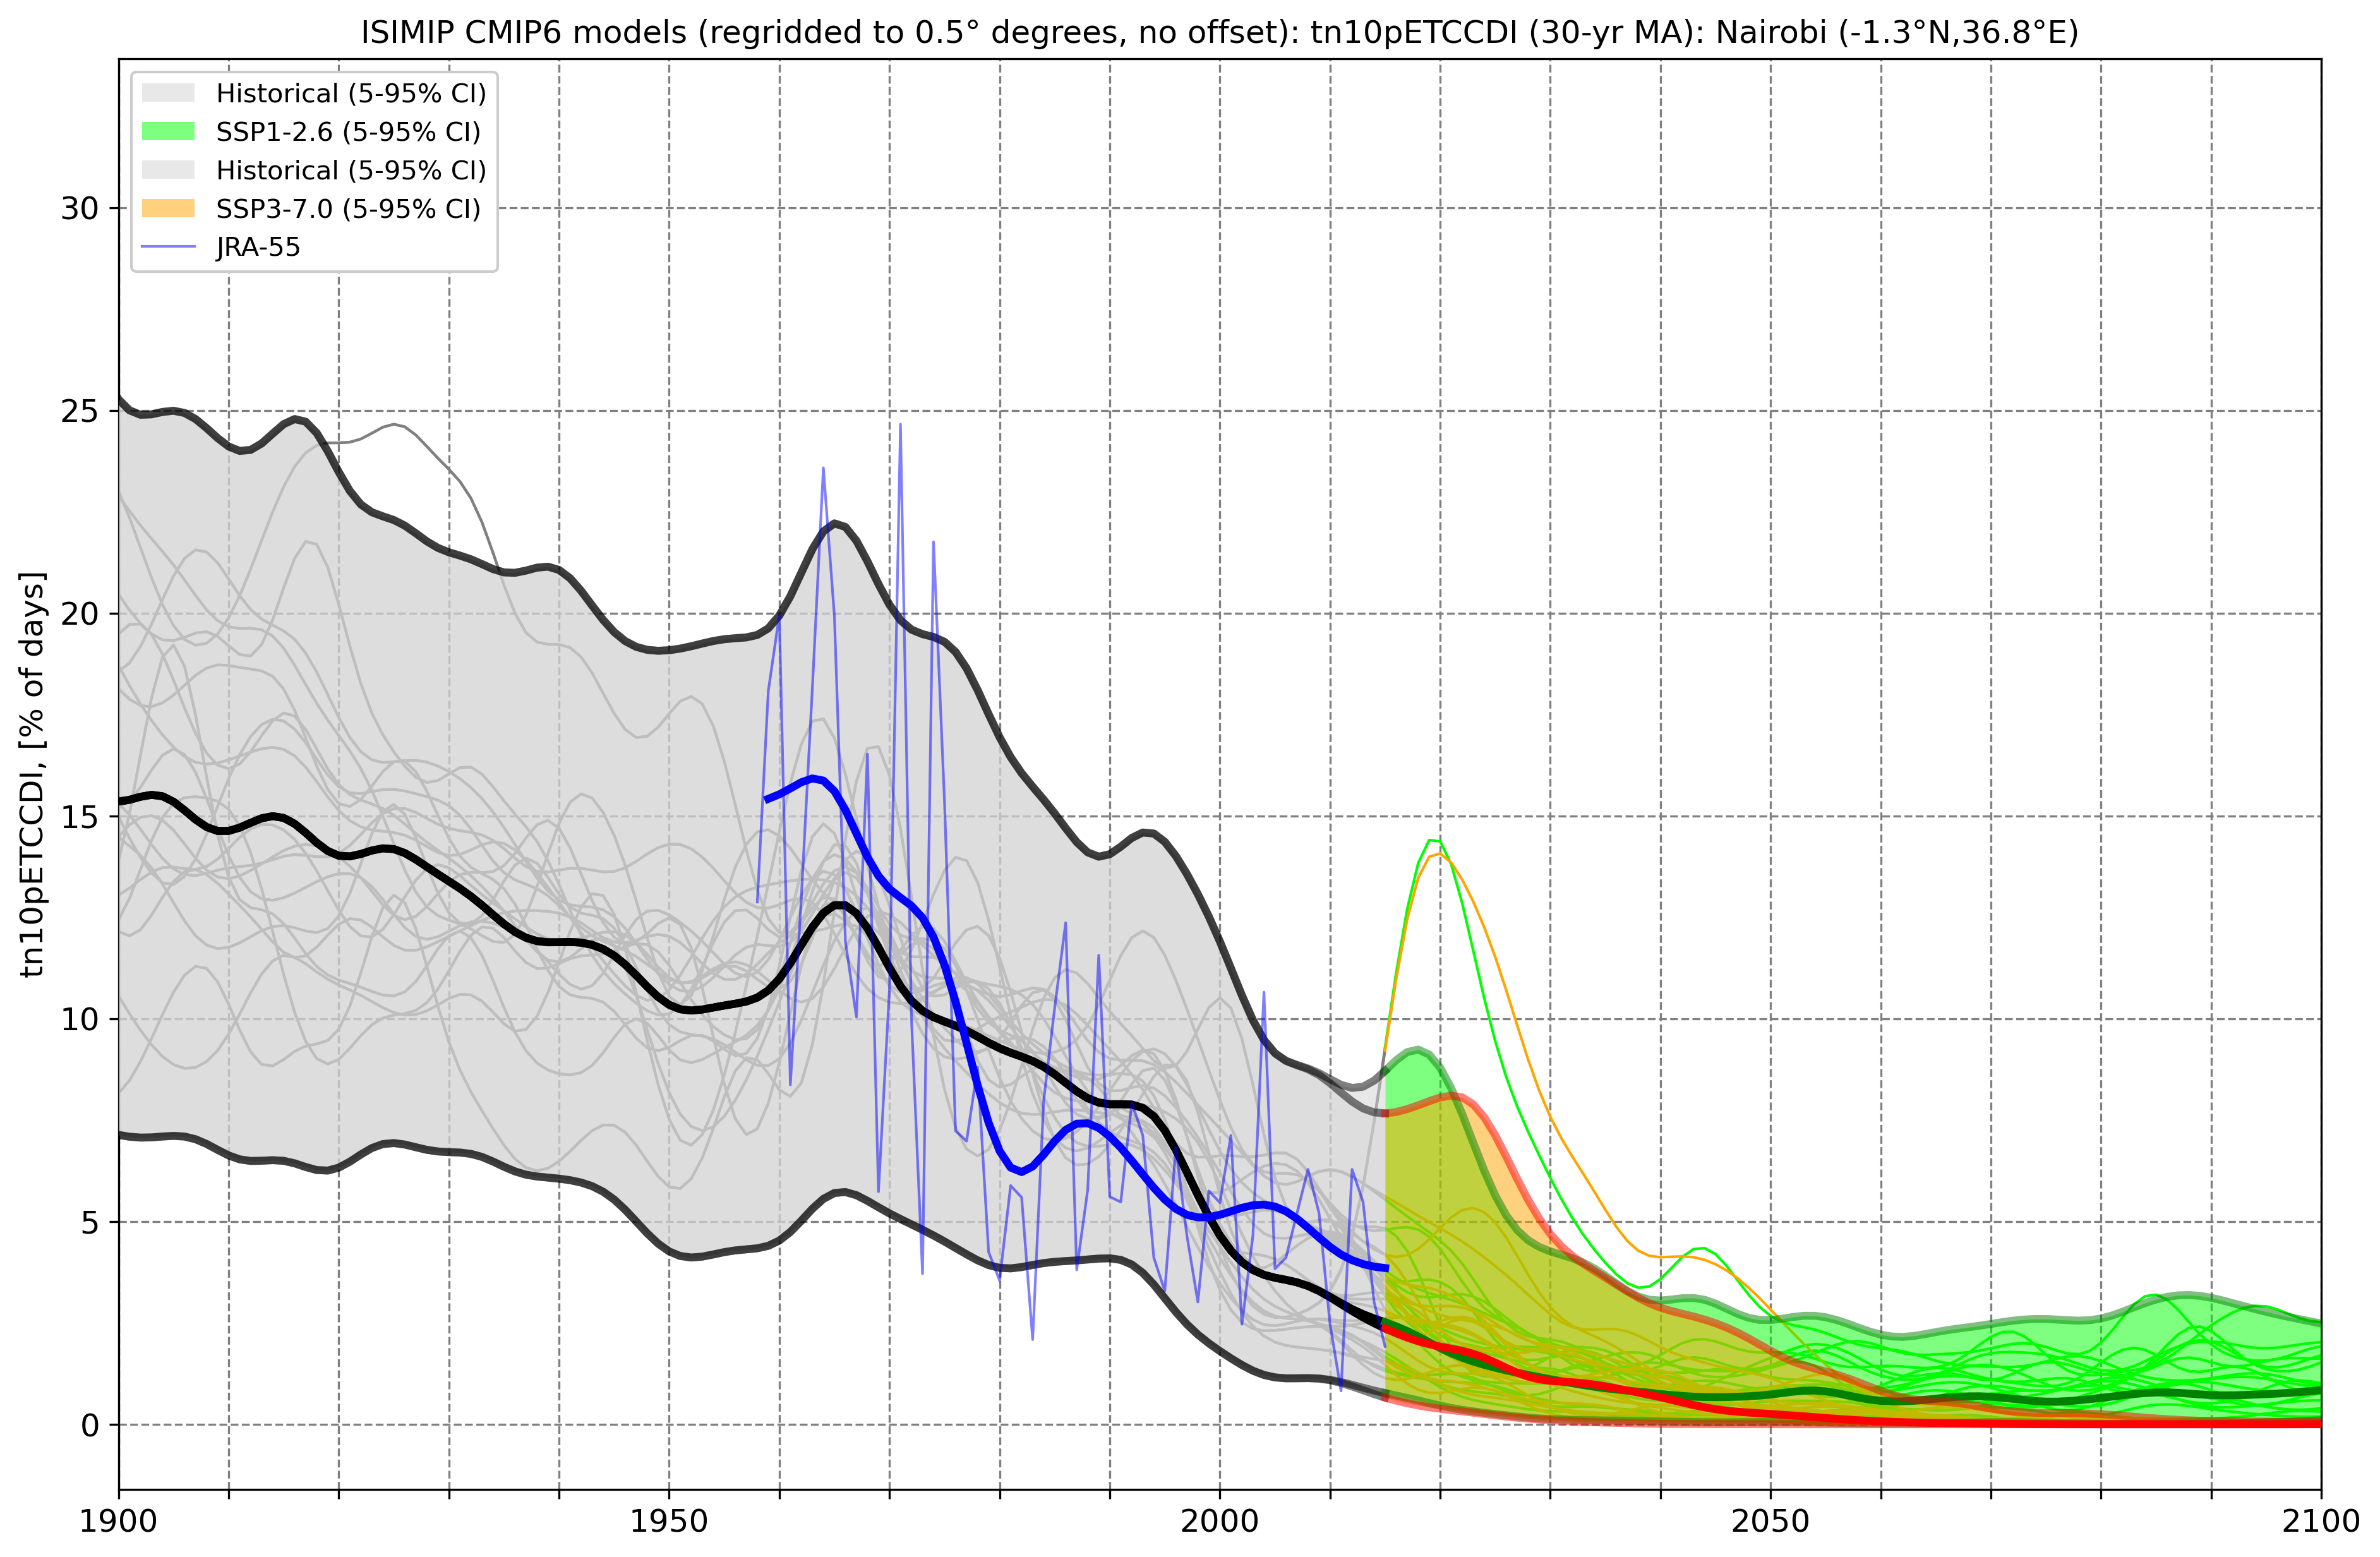 ISIMIP CMIP6 models (regridded to 0.5° degrees, no offset): tn10pETCCDI (30-yr MA): Nairobi (-1.3°N,36.8°E)
Historical (5-95% CI)
SSP1-2.6 (5-95% CI)
Historical (5-95% CI)
SSP3-7.0 (5-95% CI)
JRA-55
tn10pETCCDI, [% of days]
30
25
20
15
10
5
0
1900
1950
2000
2050
2100